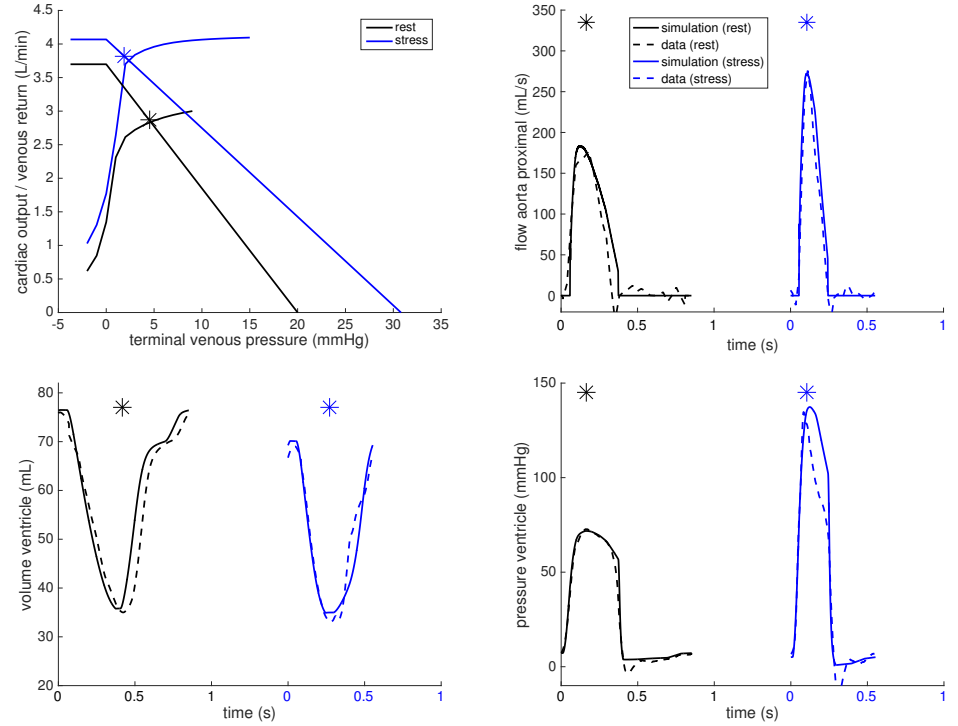 cardiac output / venous return (L/min)
4.5
4
3.5
3
2.5
2
1.5
1
0.5
0
-5 0 5 10 15 20 25 30 35
terminal venous pressure (mmHg)
rest
stress
flow aorta proximal (mL/s)
350
300
250
200
150
100
50
0
0 0.5 1 0 0.5 1
time (s)
simulation (rest)
data (rest)
simulation (stress)
data (stress)
volume ventricle (mL)
80
70
60
50
40
30
20
0 0.5 1 0 0.5 1
time (s)
pressure ventricle (mmHg)
150
100
50
0
0 0.5 1 0 0.5 1
time (s)